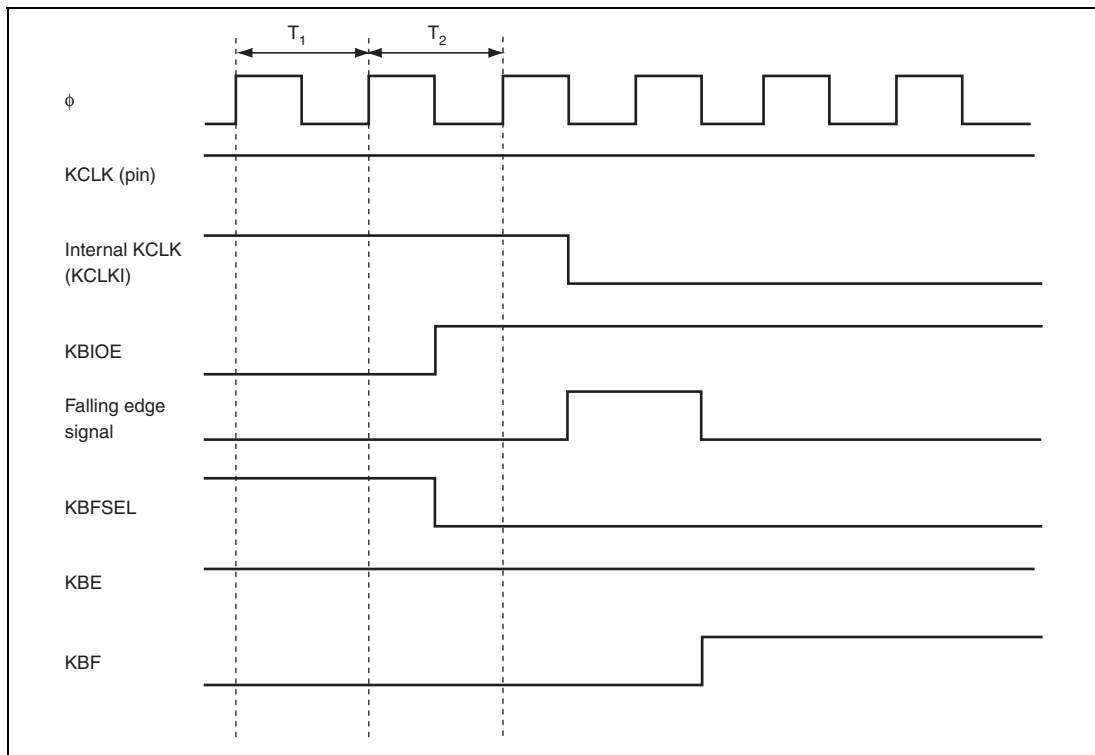 T1 T2
ϕ
KCLK (pin)
Internal KCLK
(KCLKI)
KBIOE
Falling edge
signal
KBFSEL
KBE
KBF